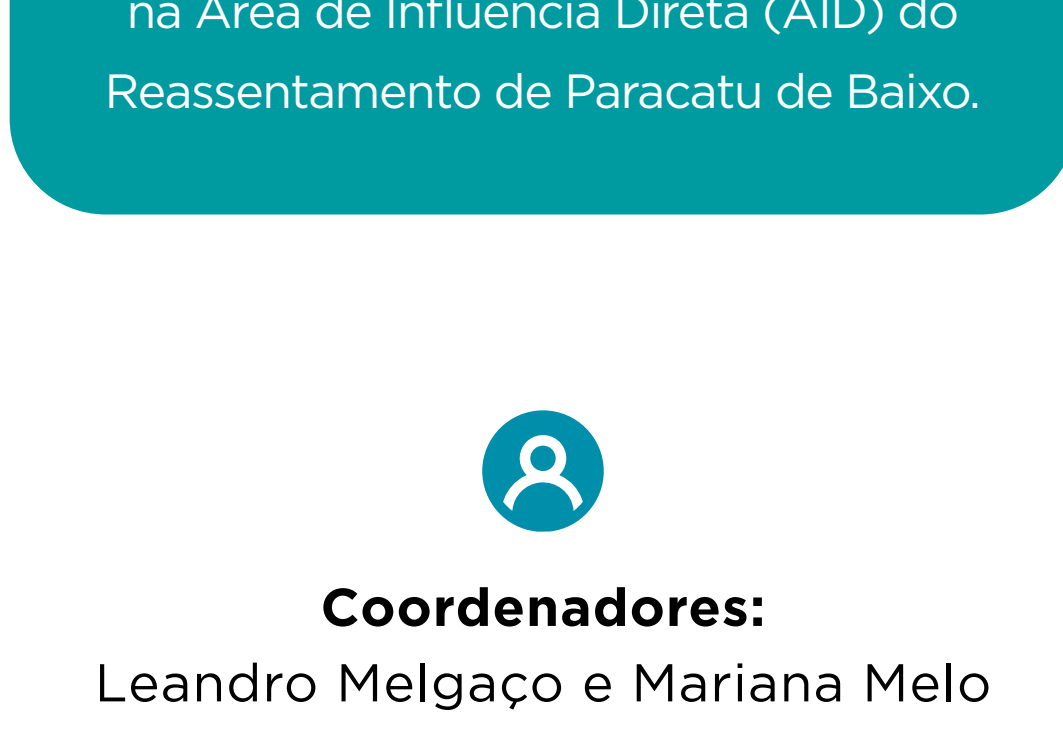 na Área de Influência Direta (AID) do
Reassentamento de Paracatu de Baixo.
Coordenadores:
Leandro Melgaço e Mariana Melo